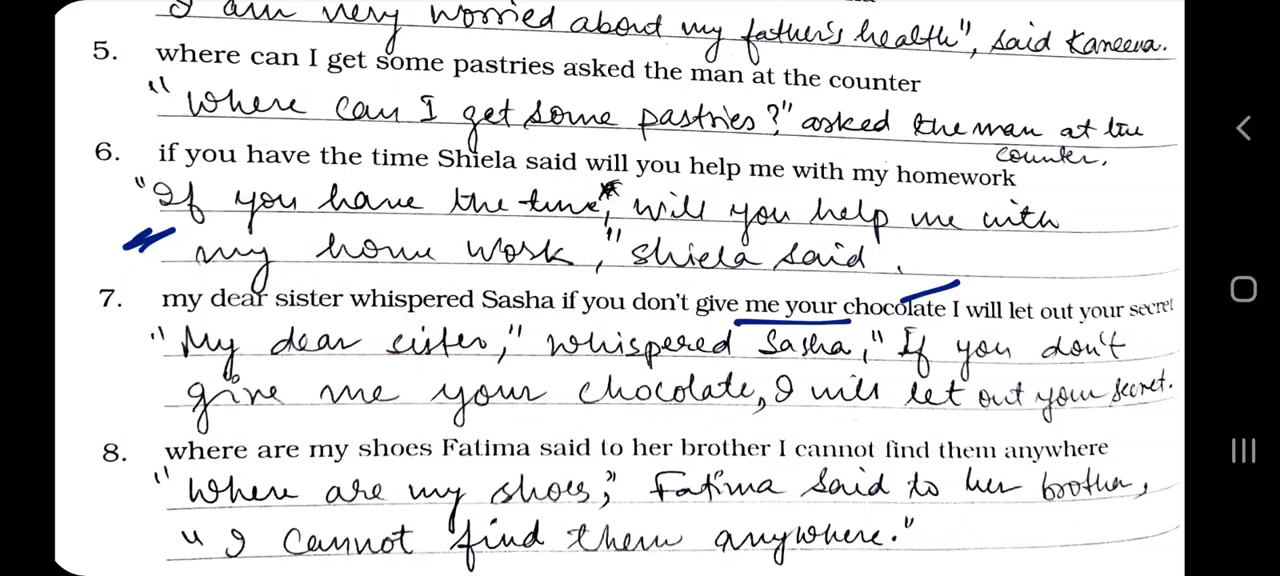 I am very worried about my father's health", said Kaneeva.
5. where can I get some pastries asked the man at the counter
"Where can I get some pastries?" asked the man at the
counter.
6. if you have the time Shiela said will you help me with my homework
"If you have the time, will you help me with
my home work," Shiela said.
7. my dear sister whispered Sasha if you don't give me your chocolate I will let out your secret
"My dear sister," whispered Sasha, "If you don't
give me your chocolate, I will let out your secret.
8. where are my shoes Fatima said to her brother I cannot find them anywhere
"Where are my shoes," Fatima said to her brother,
"I cannot find them anywhere."